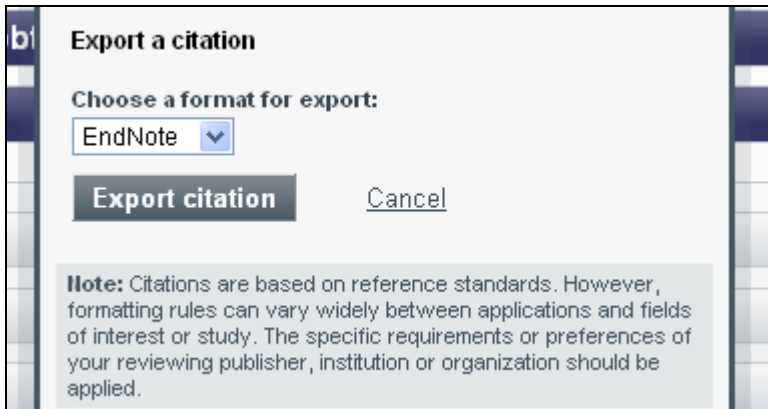 Export a citation
Choose a format for export:
EndNote
Export citation
Cancel
Note: Citations are based on reference standards. However,
formatting rules can vary widely between applications and fields
of interest or study. The specific requirements or preferences of
your reviewing publisher, institution or organization should be
applied.